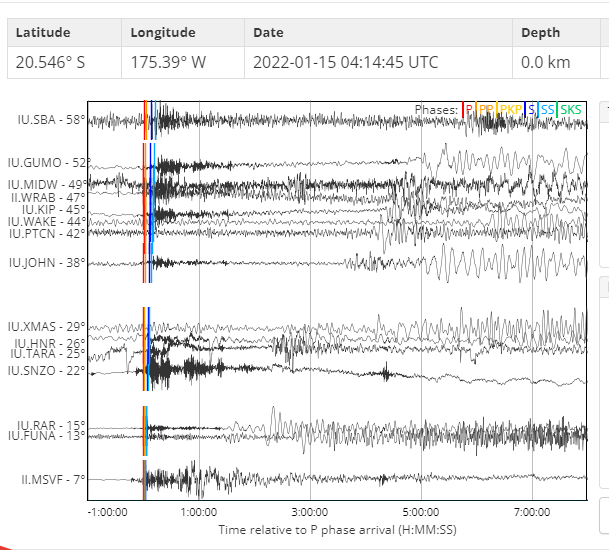 Latitude Longitude Date Depth
20.546° S 175.39° W 2022-01-15 04:14:45 UTC 0.0 km
Phases: P PP PKP S SS SKS
IU.SBA - 58°
IU.GUMO - 52°
IU.MIDW - 49°
II.WRAB - 47°
IU.KIP - 45°
IU.WAKE - 44°
IU.PTCN - 42°
IU.JOHN - 38°
IU.XMAS - 29°
IU.HNR - 26°
IU.TARA - 25°
IU.SNZO - 22°
IU.RAR - 15°
IU.FUNA - 13°
II.MSVF - 7°
-1:00:00 1:00:00 3:00:00 5:00:00 7:00:00
Time relative to P phase arrival (H:MM:SS)